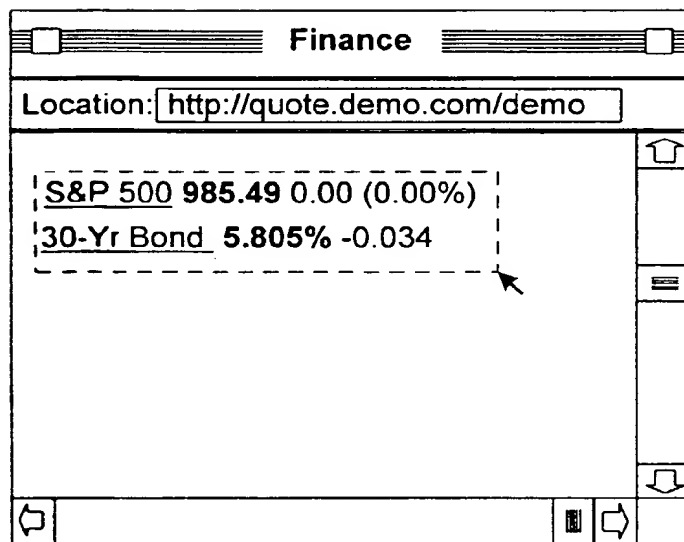 Finance
Location: http://quote.demo.com/demo
S&P 500 985.49 0.00 (0.00%)
30-Yr Bond 5.805% -0.034